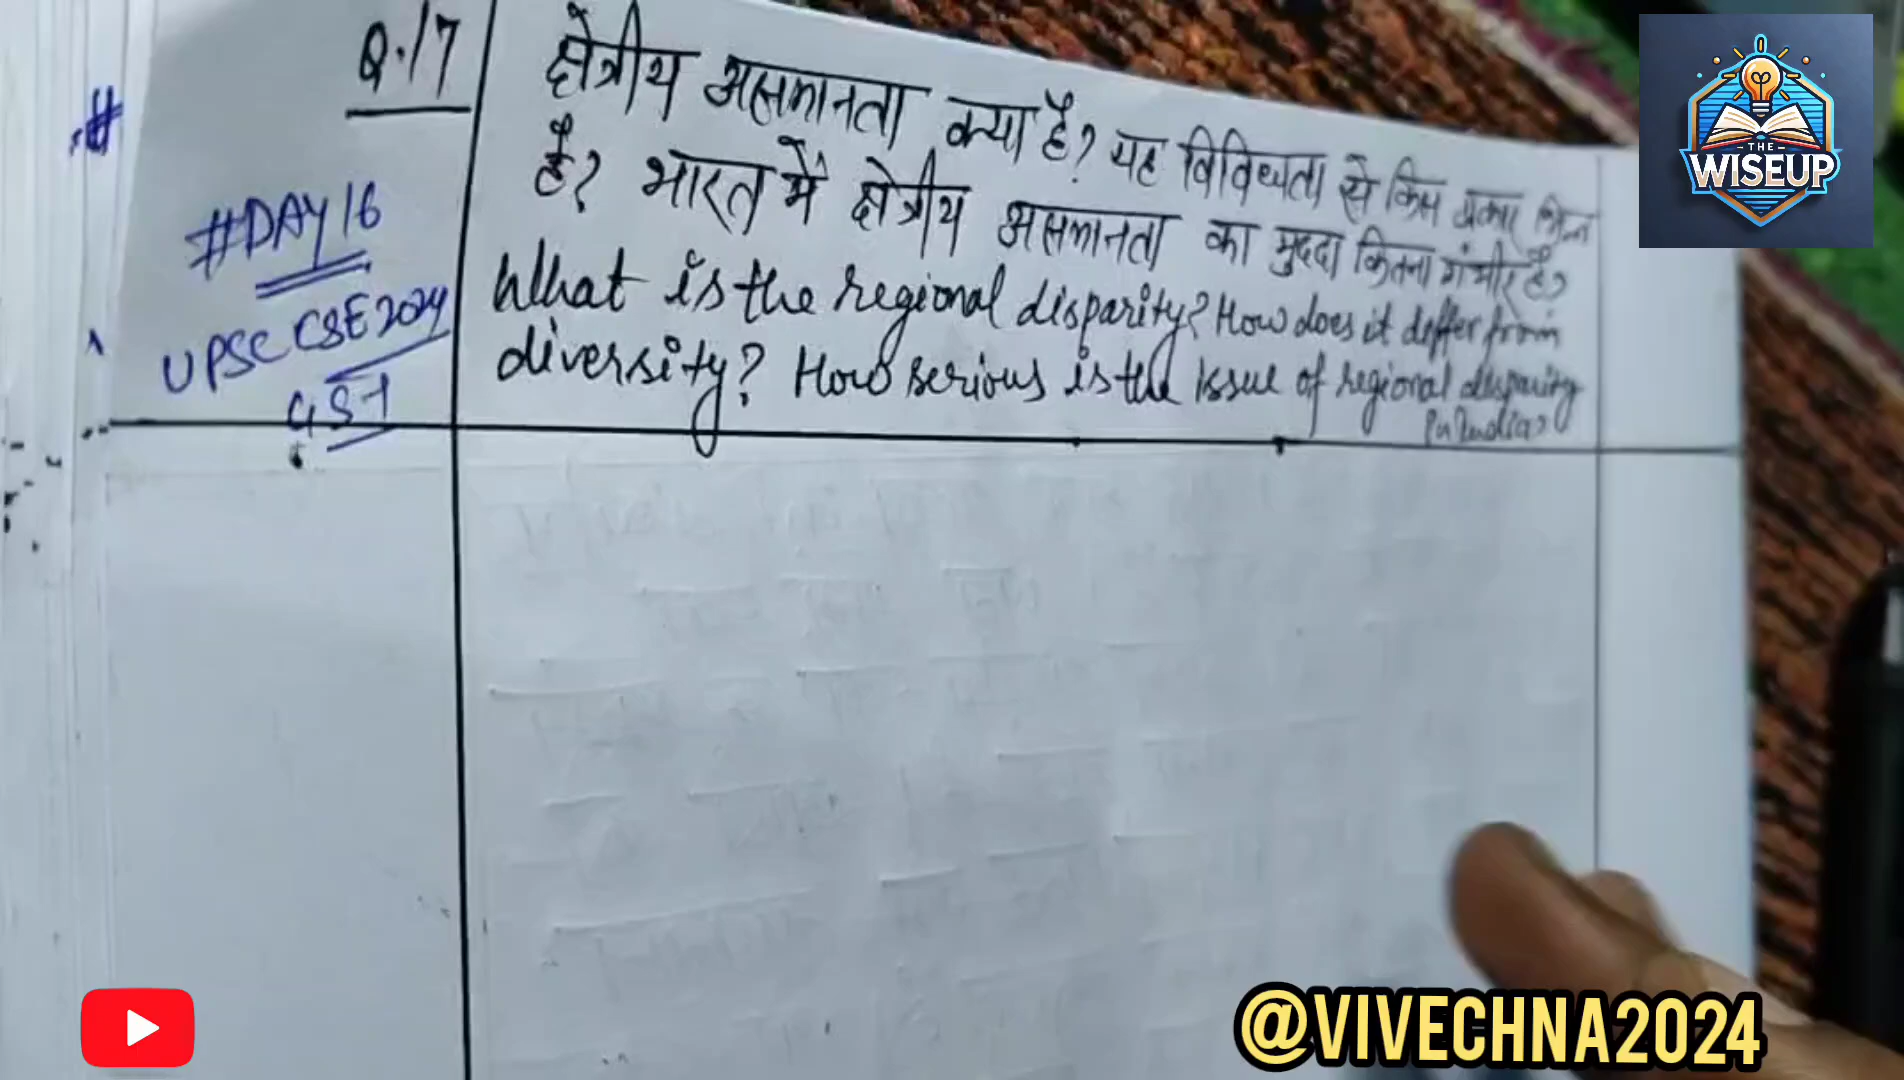 Q.17
क्षेत्रीय असमानता क्या है? यह विविधता से किस प्रकार भिन्न
है? भारत में क्षेत्रीय असमानता का मुददा कितना गंभीर है?
What is the regional disparity? How does it differ from
diversity? How serious is the issue of regional disparity
in India?
#
#DAY 16
UPSC CSE 2024
GS-1
THE
WISEUP
@VIVECHNA2024